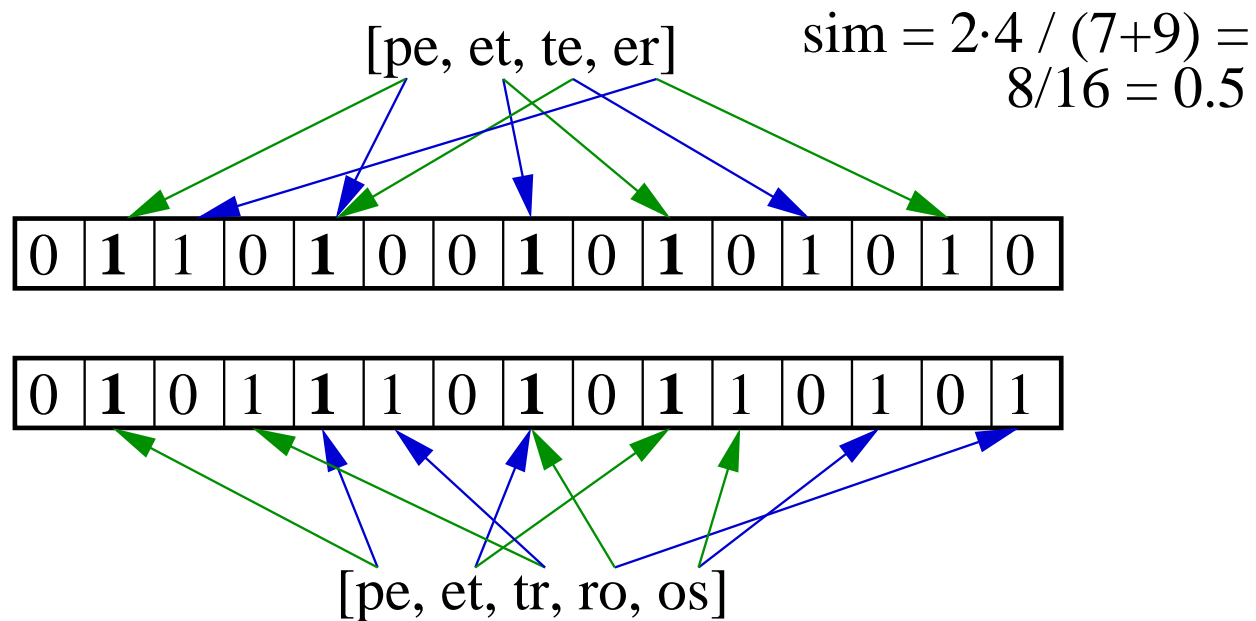 [pe, et, te, er]
sim = 2·4 / (7+9) =
8/16 = 0.5
0 1 1 0 1 0 0 1 0 1 0 1 0 1 0
0 1 0 1 1 1 0 1 0 1 1 0 1 0 1
[pe, et, tr, ro, os]